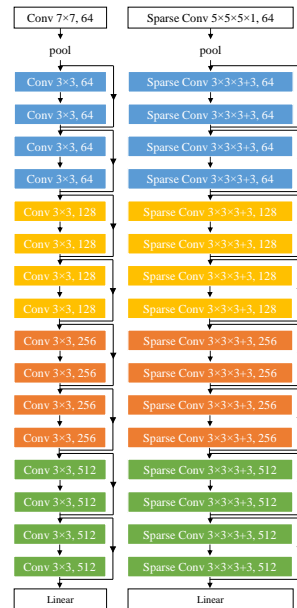 Conv 7×7, 64
pool
Conv 3×3, 64
Conv 3×3, 64
Conv 3×3, 64
Conv 3×3, 64
Conv 3×3, 128
Conv 3×3, 128
Conv 3×3, 128
Conv 3×3, 128
Conv 3×3, 256
Conv 3×3, 256
Conv 3×3, 256
Conv 3×3, 256
Conv 3×3, 512
Conv 3×3, 512
Conv 3×3, 512
Conv 3×3, 512
Linear
Sparse Conv 5×5×5×1, 64
pool
Sparse Conv 3×3×3+3, 64
Sparse Conv 3×3×3+3, 64
Sparse Conv 3×3×3+3, 64
Sparse Conv 3×3×3+3, 64
Sparse Conv 3×3×3+3, 128
Sparse Conv 3×3×3+3, 128
Sparse Conv 3×3×3+3, 128
Sparse Conv 3×3×3+3, 128
Sparse Conv 3×3×3+3, 256
Sparse Conv 3×3×3+3, 256
Sparse Conv 3×3×3+3, 256
Sparse Conv 3×3×3+3, 256
Sparse Conv 3×3×3+3, 512
Sparse Conv 3×3×3+3, 512
Sparse Conv 3×3×3+3, 512
Sparse Conv 3×3×3+3, 512
Linear